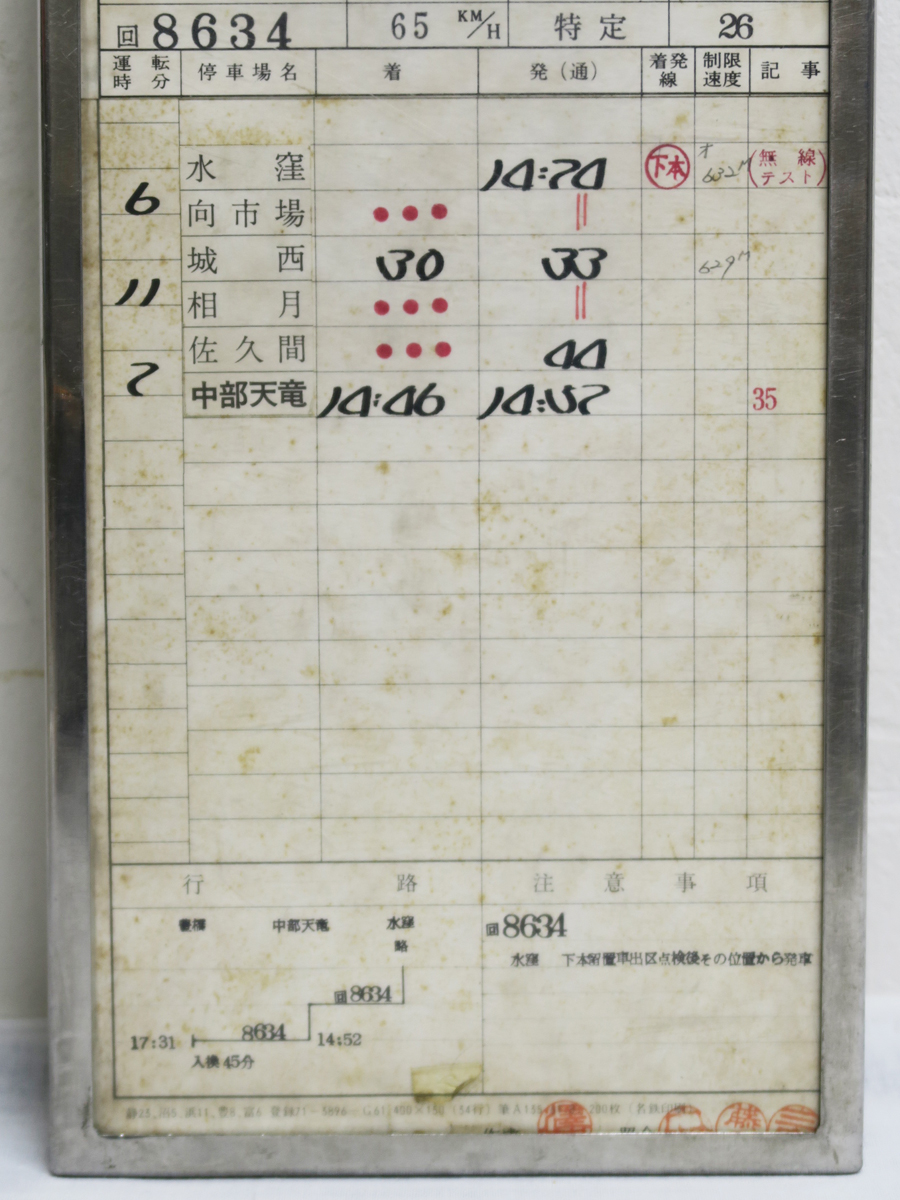 回8634 65 KM/H 特定 26
運転時分 停車場名 着 発(通) 着発線 制限速度 記事
水窪 14:24 下本 オ 632M (無線テスト)
6
向市場 ••• ||
城西 30 33 629M
11
相月 ••• ||
佐久間 ••• 44
2
中部天竜 14:46 14:52 35
行路 注意事項
豊橋 中部天竜 水窪 回8634
略 水窪 下本留置車出区点検後その位置から発車
回8634
17:31 8634 14:52
入換45分